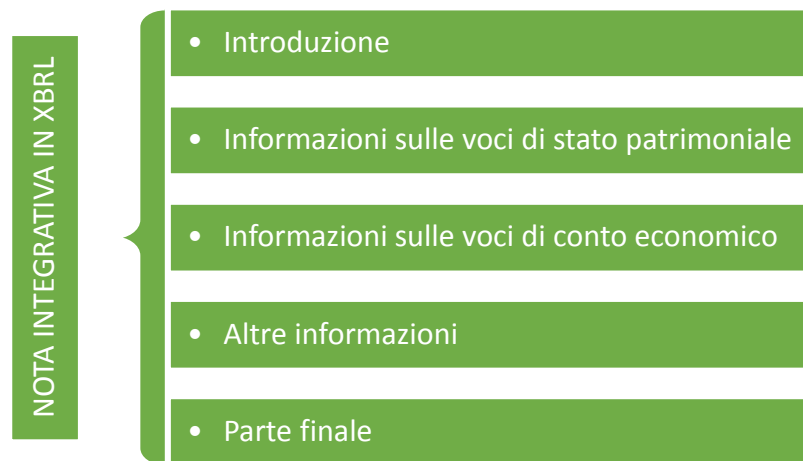 NOTA INTEGRATIVA IN XBRL
• Introduzione
• Informazioni sulle voci di stato patrimoniale
• Informazioni sulle voci di conto economico
• Altre informazioni
• Parte finale